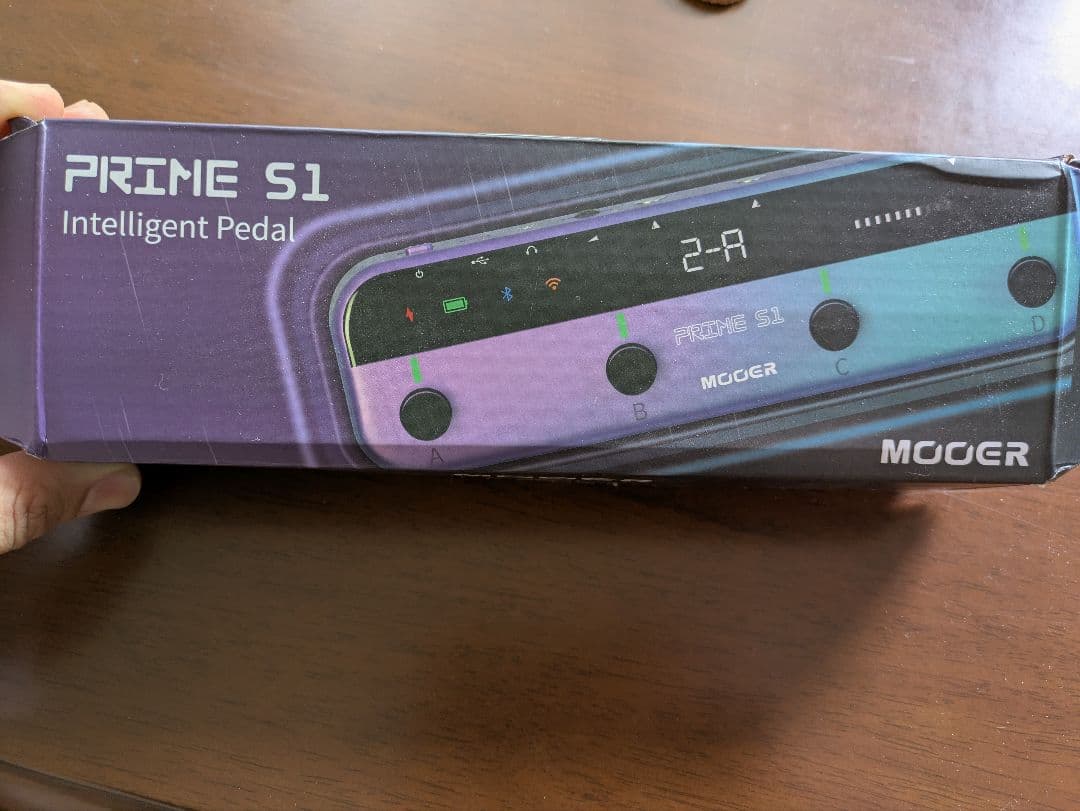 PRIME S1
Intelligent Pedal
2-A
PRIME S1
MOOER
A
B
C
D
MOOER